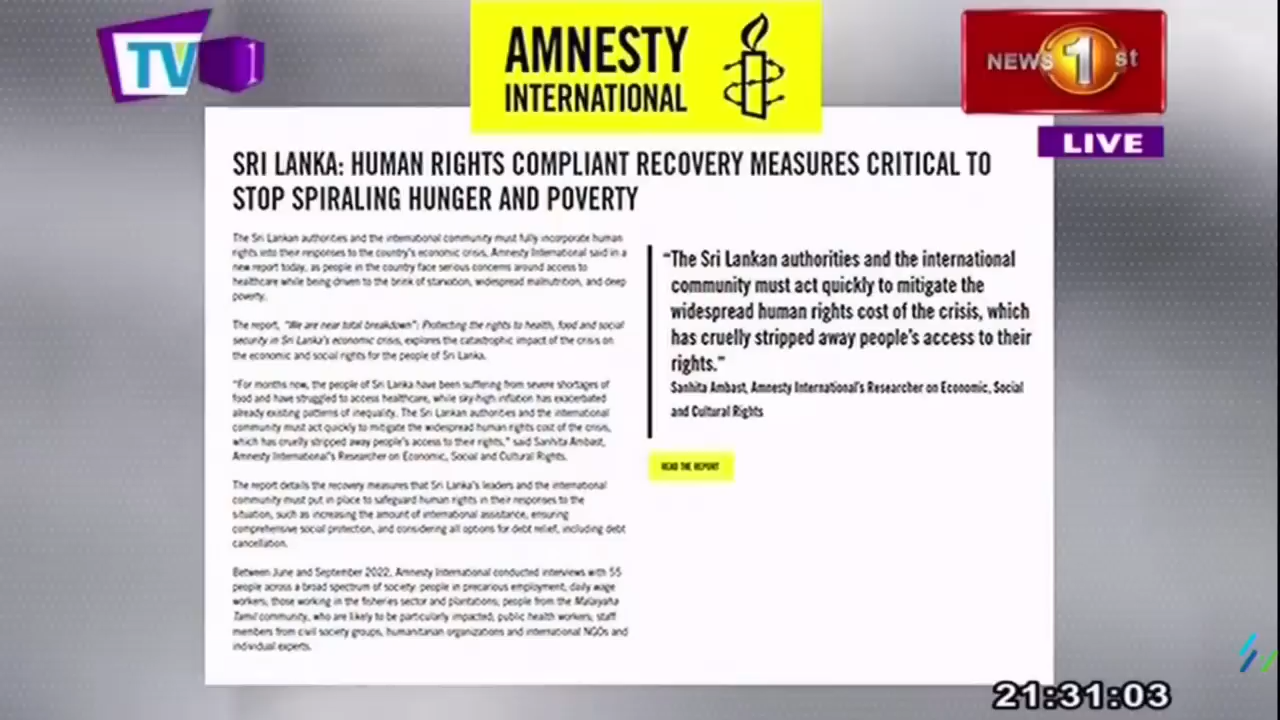 TV
AMNESTY
INTERNATIONAL
NEWS 1st
LIVE
SRI LANKA: HUMAN RIGHTS COMPLIANT RECOVERY MEASURES CRITICAL TO
STOP SPIRALING HUNGER AND POVERTY
The Sri Lankan authorities and the international community must fully incorporate human
rights into their responses to the country's economic crisis, Amnesty International said in a
new report today, as people in the country face serious concerns around access to
healthcare while being driven to the brink of starvation, widespread malnutrition, and deep
poverty.
The report, "We are near total breakdown": Protecting the rights to health, food and social
security in Sri Lanka's economic crisis, explores the catastrophic impact of the crisis on
the economic and social rights for the people of Sri Lanka.
"For months now, the people of Sri Lanka have been suffering from severe shortages of
food and have struggled to access healthcare, while sky-high inflation has exacerbated
already existing patterns of inequality. The Sri Lankan authorities and the international
community must act quickly to mitigate the widespread human rights cost of the crisis,
which has cruelly stripped away people's access to their rights," said Sanhita Ambast,
Amnesty International's Researcher on Economic, Social and Cultural Rights.
The report details the recovery measures that Sri Lanka's leaders and the international
community must put in place to safeguard human rights in their responses to the
situation, such as increasing the amount of international assistance, ensuring
comprehensive social protection, and considering all options for debt relief, including debt
cancellation.
Between June and September 2022, Amnesty International conducted interviews with 55
people across a broad spectrum of society: people in precarious employment, daily wage
workers, those working in the fisheries sector and plantations, people from the Malaiyaha
Tamil community, who are likely to be particularly impacted, public health workers, staff
members from civil society groups, humanitarian organizations and international NGOs and
individual experts.
"The Sri Lankan authorities and the international
community must act quickly to mitigate the
widespread human rights cost of the crisis, which
has cruelly stripped away people's access to their
rights."
Sanhita Ambast, Amnesty International's Researcher on Economic, Social
and Cultural Rights
READ THE REPORT
21:31:03